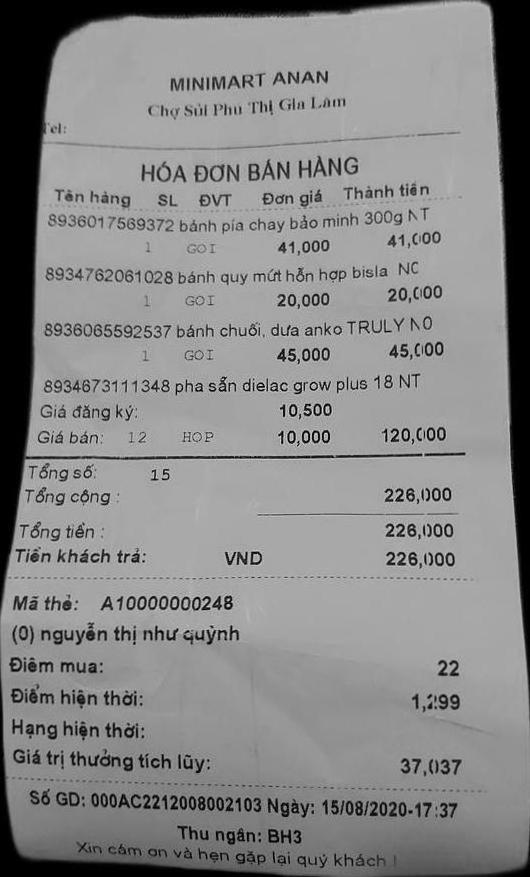 MINIMART ANAN
Chợ Sủi Phú Thị Gia Lâm
Tel:
HÓA ĐƠN BÁN HÀNG
Tên hàng SL ĐVT Đơn giá Thành tiền
8936017569372 bánh pía chay bảo minh 300g NT
1 GOI 41,000 41,000
8934762061028 bánh quy mứt hỗn hợp bisla NC
1 GOI 20,000 20,000
8936065592537 bánh chuối, dưa anko TRULY N0
1 GOI 45,000 45,000
8934673111348 pha sẵn dielac grow plus 18 NT
Giá đăng ký: 10,500
Giá bán: 12 HOP 10,000 120,000
Tổng số: 15
Tổng cộng : 226,000
Tổng tiền : 226,000
Tiền khách trả: VND 226,000
Mã thẻ: A10000000248
(0) nguyễn thị như quỳnh
Điểm mua: 22
Điểm hiện thời: 1,299
Hạng hiện thời:
Giá trị thưởng tích lũy: 37,037
Số GD: 000AC2212008002103 Ngày: 15/08/2020-17:37
Thu ngân: BH3
Xin cám ơn và hẹn gặp lại quý khách !